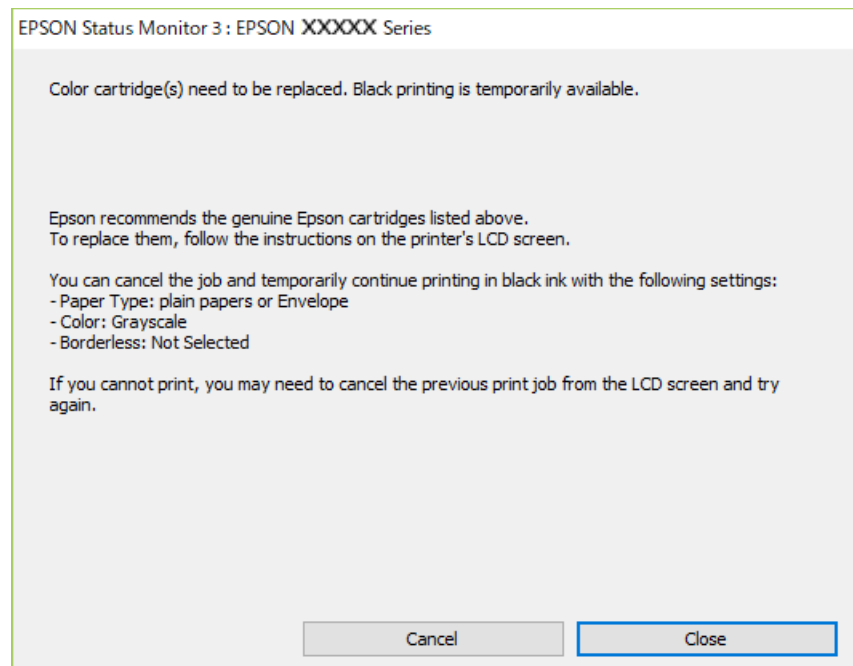 EPSON Status Monitor 3 : EPSON XXXXX Series
Color cartridge(s) need to be replaced. Black printing is temporarily available.
Epson recommends the genuine Epson cartridges listed above.
To replace them, follow the instructions on the printer's LCD screen.
You can cancel the job and temporarily continue printing in black ink with the following settings:
- Paper Type: plain papers or Envelope
- Color: Grayscale
- Borderless: Not Selected
If you cannot print, you may need to cancel the previous print job from the LCD screen and try
again.
Cancel
Close